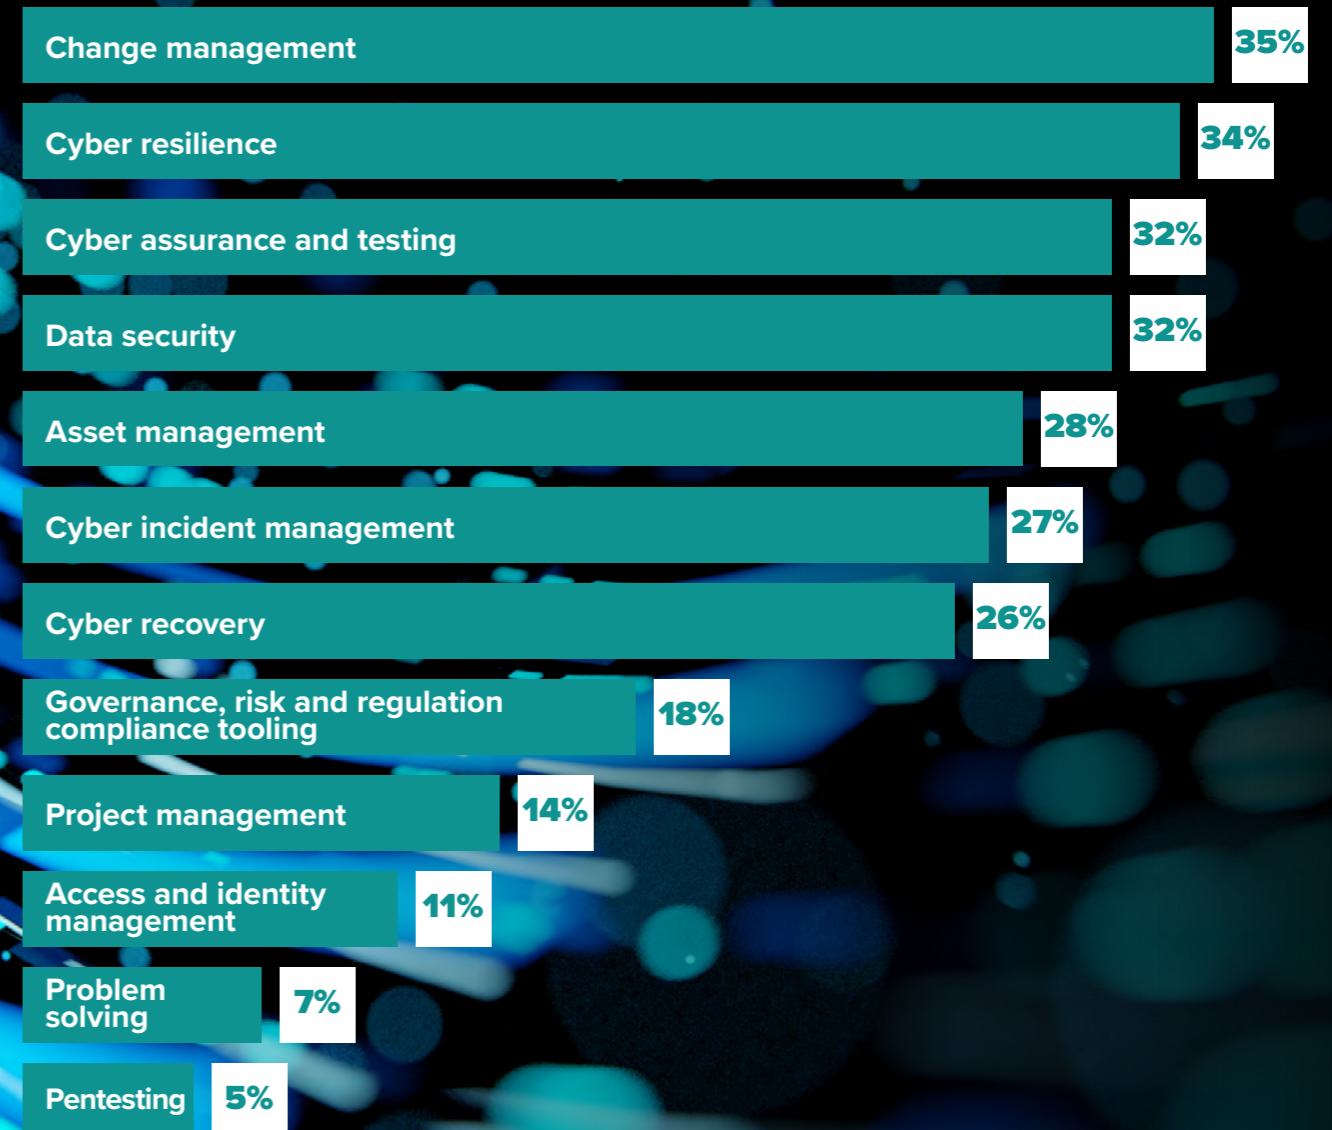 Change management
35%
Cyber resilience
34%
Cyber assurance and testing
32%
Data security
32%
Asset management
28%
Cyber incident management
27%
Cyber recovery
26%
Governance, risk and regulation
compliance tooling
18%
Project management
14%
Access and identity
management
11%
Problem
solving
7%
Pentesting
5%